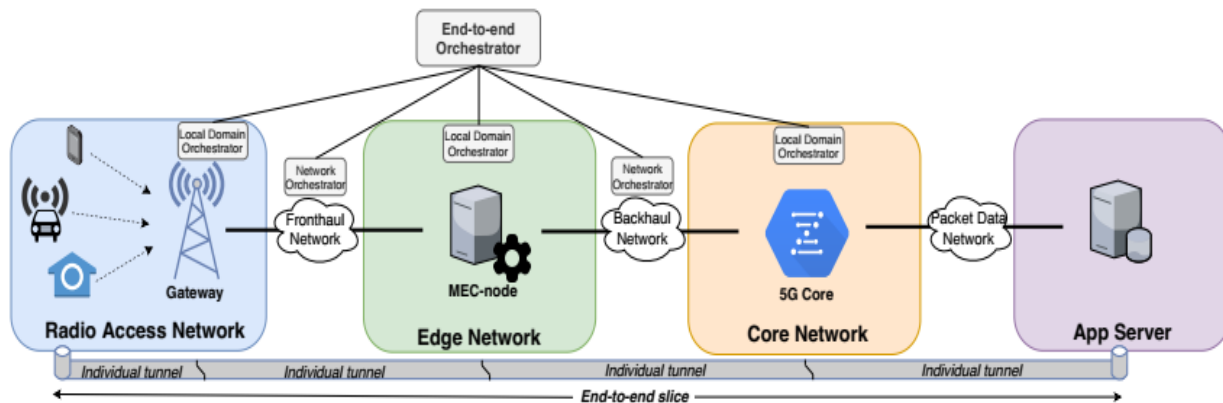 End-to-end
Orchestrator
Local Domain
Orchestrator
Network
Orchestrator
Local Domain
Orchestrator
Network
Orchestrator
Local Domain
Orchestrator
Fronthaul
Network
Backhaul
Network
Packet Data
Network
Gateway
MEC-node
5G Core
Radio Access Network
Edge Network
Core Network
App Server
Individual tunnel
Individual tunnel
Individual tunnel
Individual tunnel
End-to-end slice